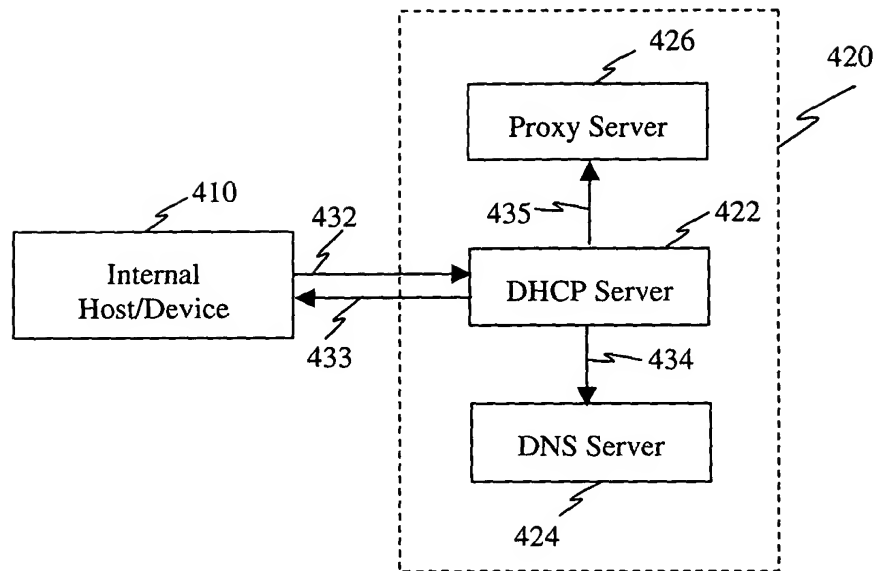 426
420
Proxy Server
410
435
422
432
Internal
Host/Device
DHCP Server
433
434
DNS Server
424